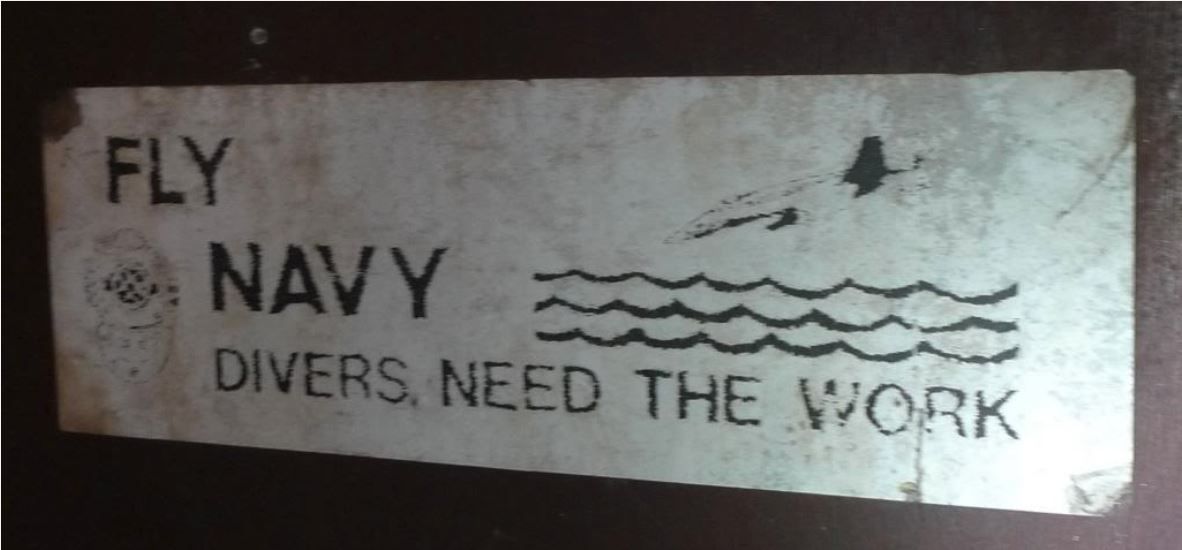 FLY
NAVY
DIVERS, NEED THE WORK